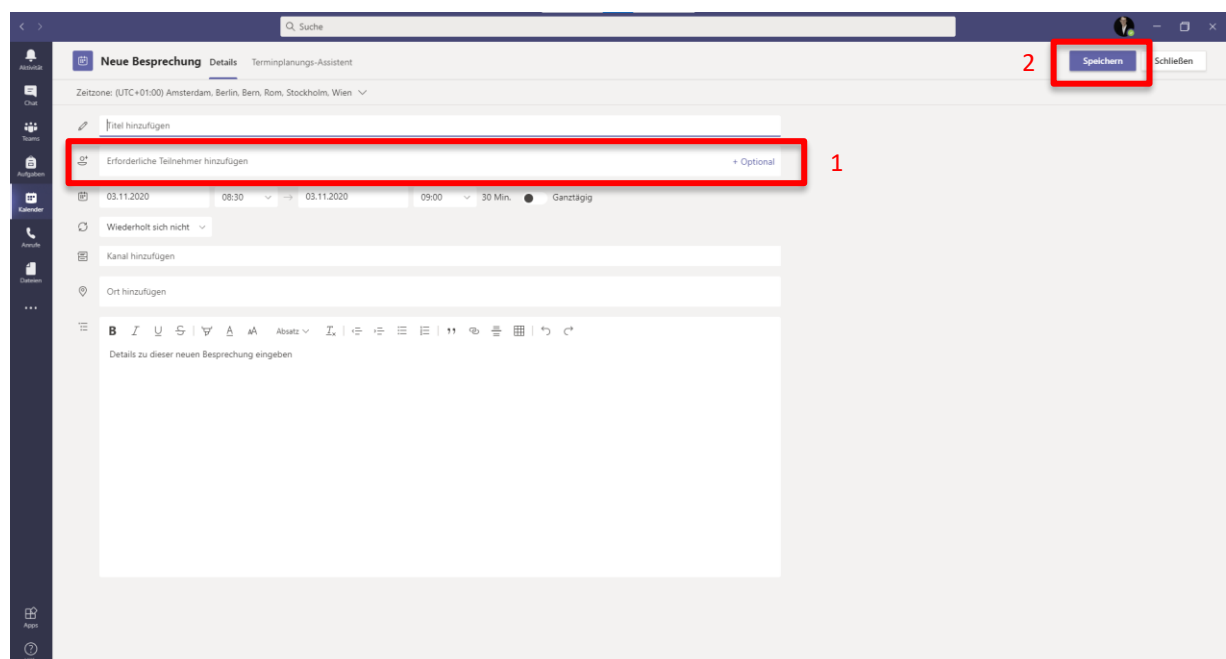 Suche
Aktivität
Chat
Teams
Aufgaben
Kalender
Anrufe
Dateien
Apps
Neue Besprechung Details Terminplanungs-Assistent
2
Speichern Schließen
Zeitzone: (UTC+01:00) Amsterdam, Berlin, Bern, Rom, Stockholm, Wien
Titel hinzufügen
Erforderliche Teilnehmer hinzufügen + Optional
1
03.11.2020 08:30 → 03.11.2020 09:00 30 Min. Ganztägig
Wiederholt sich nicht
Kanal hinzufügen
Ort hinzufügen
B I U S A AA Absatz
Details zu dieser neuen Besprechung eingeben